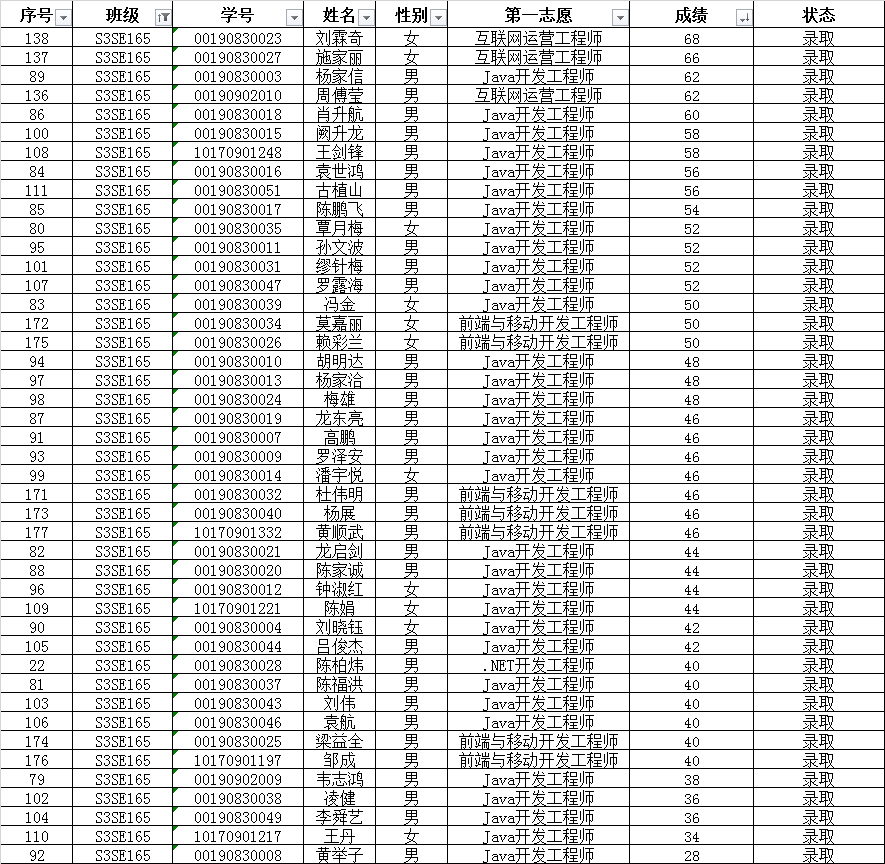 序号 班级 学号 姓名 性别 第一志愿 成绩 状态
138 S3SE165 00190830023 刘霖奇 女 互联网运营工程师 68 录取
137 S3SE165 00190830027 施家丽 女 互联网运营工程师 66 录取
89 S3SE165 00190830003 杨家信 男 Java开发工程师 62 录取
136 S3SE165 00190902010 周傅莹 男 互联网运营工程师 62 录取
86 S3SE165 00190830018 肖升航 男 Java开发工程师 60 录取
100 S3SE165 00190830015 阙升龙 男 Java开发工程师 58 录取
108 S3SE165 10170901248 王剑锋 男 Java开发工程师 58 录取
84 S3SE165 00190830016 袁世鸿 男 Java开发工程师 56 录取
111 S3SE165 00190830051 古植山 男 Java开发工程师 56 录取
85 S3SE165 00190830017 陈鹏飞 男 Java开发工程师 54 录取
80 S3SE165 00190830035 覃月梅 女 Java开发工程师 52 录取
95 S3SE165 00190830011 孙文波 男 Java开发工程师 52 录取
101 S3SE165 00190830031 缪针梅 男 Java开发工程师 52 录取
107 S3SE165 00190830047 罗露海 男 Java开发工程师 52 录取
83 S3SE165 00190830039 冯金 女 Java开发工程师 50 录取
172 S3SE165 00190830034 莫嘉丽 女 前端与移动开发工程师 50 录取
175 S3SE165 00190830026 赖彩兰 女 前端与移动开发工程师 50 录取
94 S3SE165 00190830010 胡明达 男 Java开发工程师 48 录取
97 S3SE165 00190830013 杨家洽 男 Java开发工程师 48 录取
98 S3SE165 00190830024 梅雄 男 Java开发工程师 48 录取
87 S3SE165 00190830019 龙东亮 男 Java开发工程师 46 录取
91 S3SE165 00190830007 高鹏 男 Java开发工程师 46 录取
93 S3SE165 00190830009 罗泽安 男 Java开发工程师 46 录取
99 S3SE165 00190830014 潘宇悦 女 Java开发工程师 46 录取
171 S3SE165 00190830032 杜伟明 男 前端与移动开发工程师 46 录取
173 S3SE165 00190830040 杨展 男 前端与移动开发工程师 46 录取
177 S3SE165 10170901332 黄顺武 男 前端与移动开发工程师 46 录取
82 S3SE165 00190830021 龙启剑 男 Java开发工程师 44 录取
88 S3SE165 00190830020 陈家诚 男 Java开发工程师 44 录取
96 S3SE165 00190830012 钟淑红 女 Java开发工程师 44 录取
109 S3SE165 10170901221 陈娟 女 Java开发工程师 44 录取
90 S3SE165 00190830004 刘晓钰 女 Java开发工程师 42 录取
105 S3SE165 00190830044 吕俊杰 男 Java开发工程师 42 录取
22 S3SE165 00190830028 陈柏炜 男 .NET开发工程师 40 录取
81 S3SE165 00190830037 陈福洪 男 Java开发工程师 40 录取
103 S3SE165 00190830043 刘伟 男 Java开发工程师 40 录取
106 S3SE165 00190830046 袁航 男 Java开发工程师 40 录取
174 S3SE165 00190830025 梁益全 男 前端与移动开发工程师 40 录取
176 S3SE165 10170901197 邹成 男 前端与移动开发工程师 40 录取
79 S3SE165 00190902009 韦志鸿 男 Java开发工程师 38 录取
102 S3SE165 00190830038 凌健 男 Java开发工程师 36 录取
104 S3SE165 00190830049 李舜艺 男 Java开发工程师 36 录取
110 S3SE165 10170901217 王丹 女 Java开发工程师 34 录取
92 S3SE165 00190830008 黄举子 男 Java开发工程师 28 录取